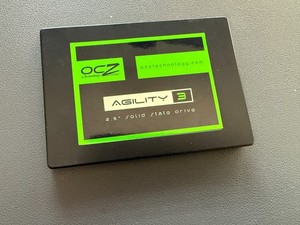 OCZ
ocztechnology.com
AGILITY 3
2.5" Solid State Drive